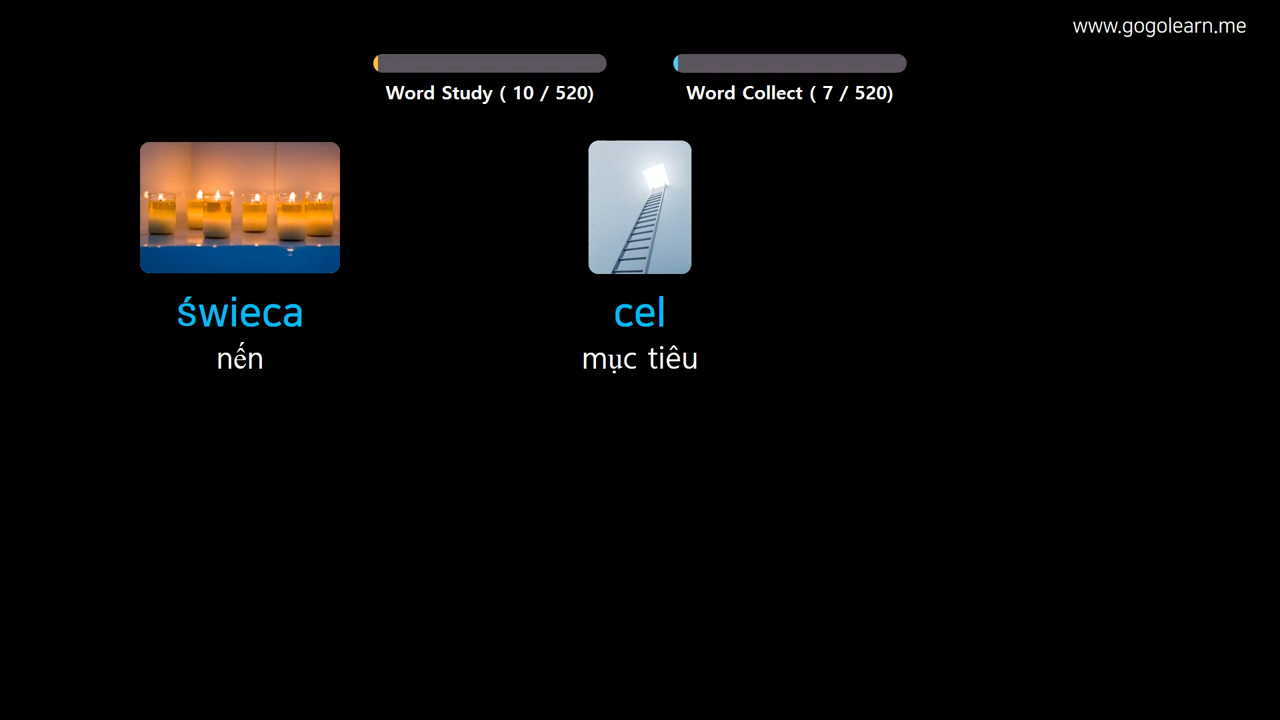 www.gogolearn.me
Word Study ( 10 / 520)
Word Collect ( 7 / 520)
świeca
nến
cel
mục tiêu